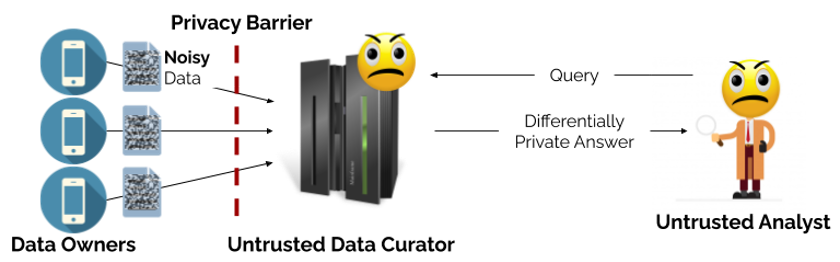 Privacy Barrier
Noisy
Data
Query
Differentially
Private Answer
Data Owners
Untrusted Data Curator
Untrusted Analyst